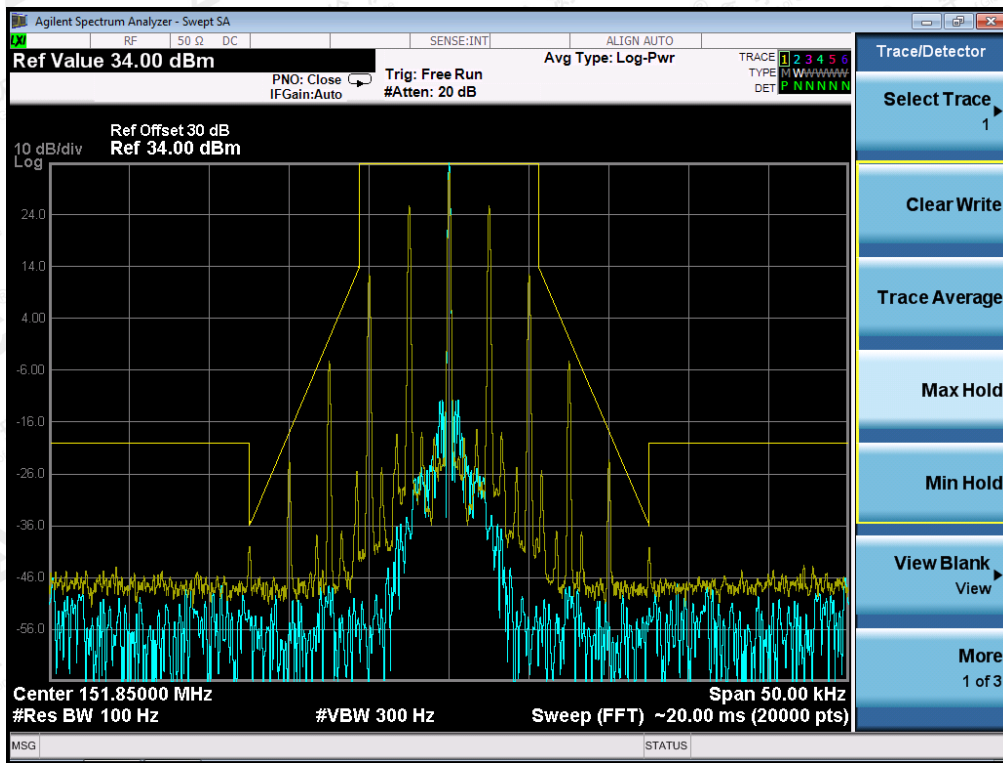 Agilent Spectrum Analyzer - Swept SA
LXI
RF 50 Ω DC SENSE:INT ALIGN AUTO
Ref Value 34.00 dBm
PNO: Close
IFGain:Auto
Trig: Free Run
#Atten: 20 dB
Avg Type: Log-Pwr
TRACE 1 2 3 4 5 6
TYPE M W W W W W
DET P N N N N N
Ref Offset 30 dB
10 dB/div Ref 34.00 dBm
Log
24.0
14.0
4.00
-6.00
-16.0
-26.0
-36.0
-46.0
-56.0
Center 151.85000 MHz Span 50.00 kHz
#Res BW 100 Hz #VBW 300 Hz Sweep (FFT) ~20.00 ms (20000 pts)
MSG STATUS
Trace/Detector
Select Trace
1
Clear Write
Trace Average
Max Hold
Min Hold
View Blank
View
More
1 of 3